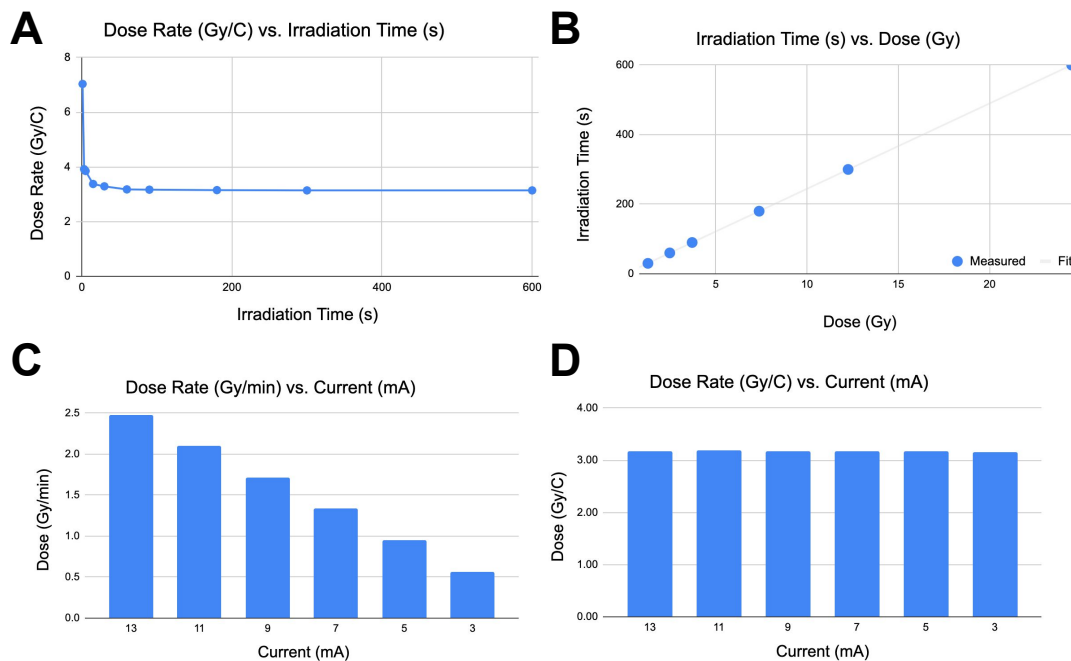 A
Dose Rate (Gy/C) vs. Irradiation Time (s)
Dose Rate (Gy/C)
8
6
4
2
0
0 200 400 600
Irradiation Time (s)
B
Irradiation Time (s) vs. Dose (Gy)
Irradiation Time (s)
600
400
200
0
Measured Fit
5 10 15 20
Dose (Gy)
C
Dose Rate (Gy/min) vs. Current (mA)
Dose (Gy/min)
2.5
2.0
1.5
1.0
0.5
0.0
13 11 9 7 5 3
Current (mA)
D
Dose Rate (Gy/C) vs. Current (mA)
Dose (Gy/C)
4.00
3.00
2.00
1.00
0.00
13 11 9 7 5 3
Current (mA)